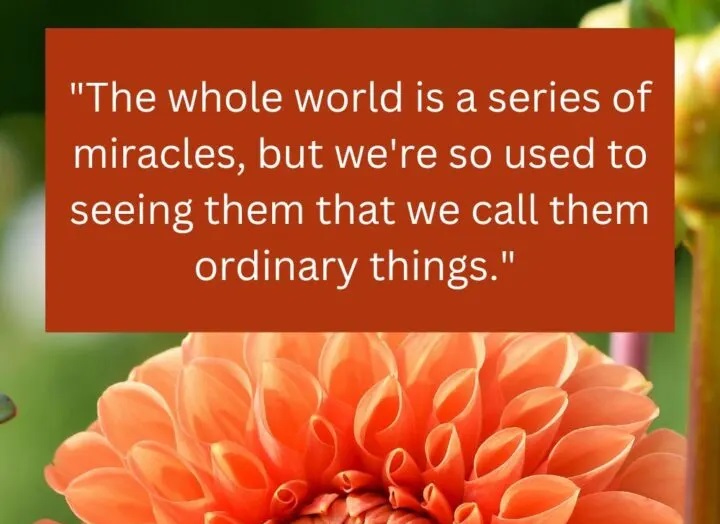 "The whole world is a series of
miracles, but we're so used to
seeing them that we call them
ordinary things."